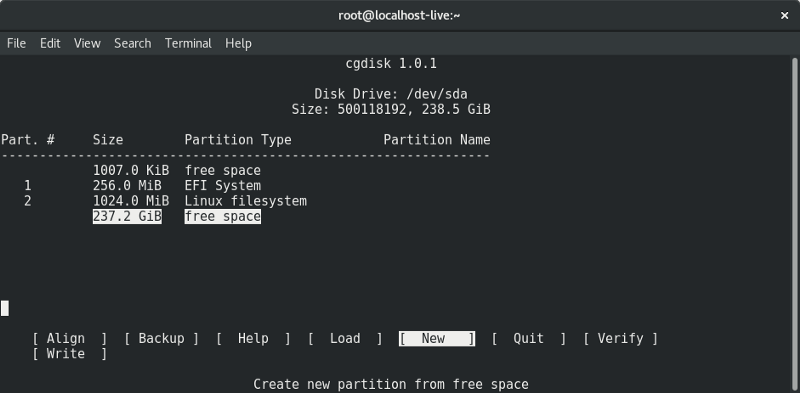 root@localhost-live:~ ×
File Edit View Search Terminal Help
cgdisk 1.0.1
Disk Drive: /dev/sda
Size: 500118192, 238.5 GiB
Part. # Size Partition Type Partition Name
----------------------------------------------------------------
1007.0 KiB free space
1 256.0 MiB EFI System
2 1024.0 MiB Linux filesystem
237.2 GiB free space
[ Align ] [ Backup ] [ Help ] [ Load ] [ New ] [ Quit ] [ Verify ]
[ Write ]
Create new partition from free space